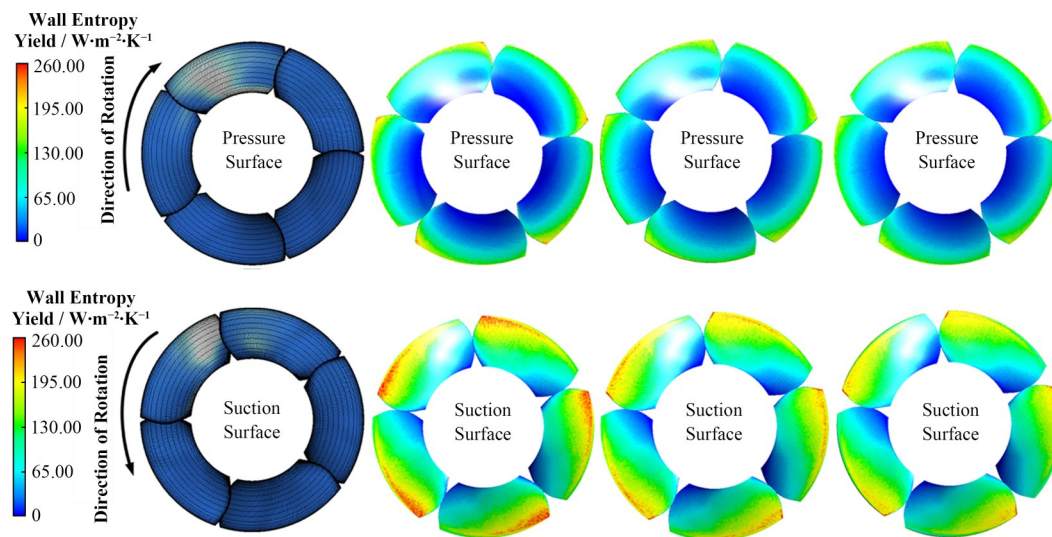 Wall Entropy
Yield / W·m⁻²·K⁻¹
260.00
195.00
130.00
65.00
0
Direction of Rotation
Pressure
Surface
Pressure
Surface
Pressure
Surface
Pressure
Surface
Wall Entropy
Yield / W·m⁻²·K⁻¹
260.00
195.00
130.00
65.00
0
Direction of Rotation
Suction
Surface
Suction
Surface
Suction
Surface
Suction
Surface